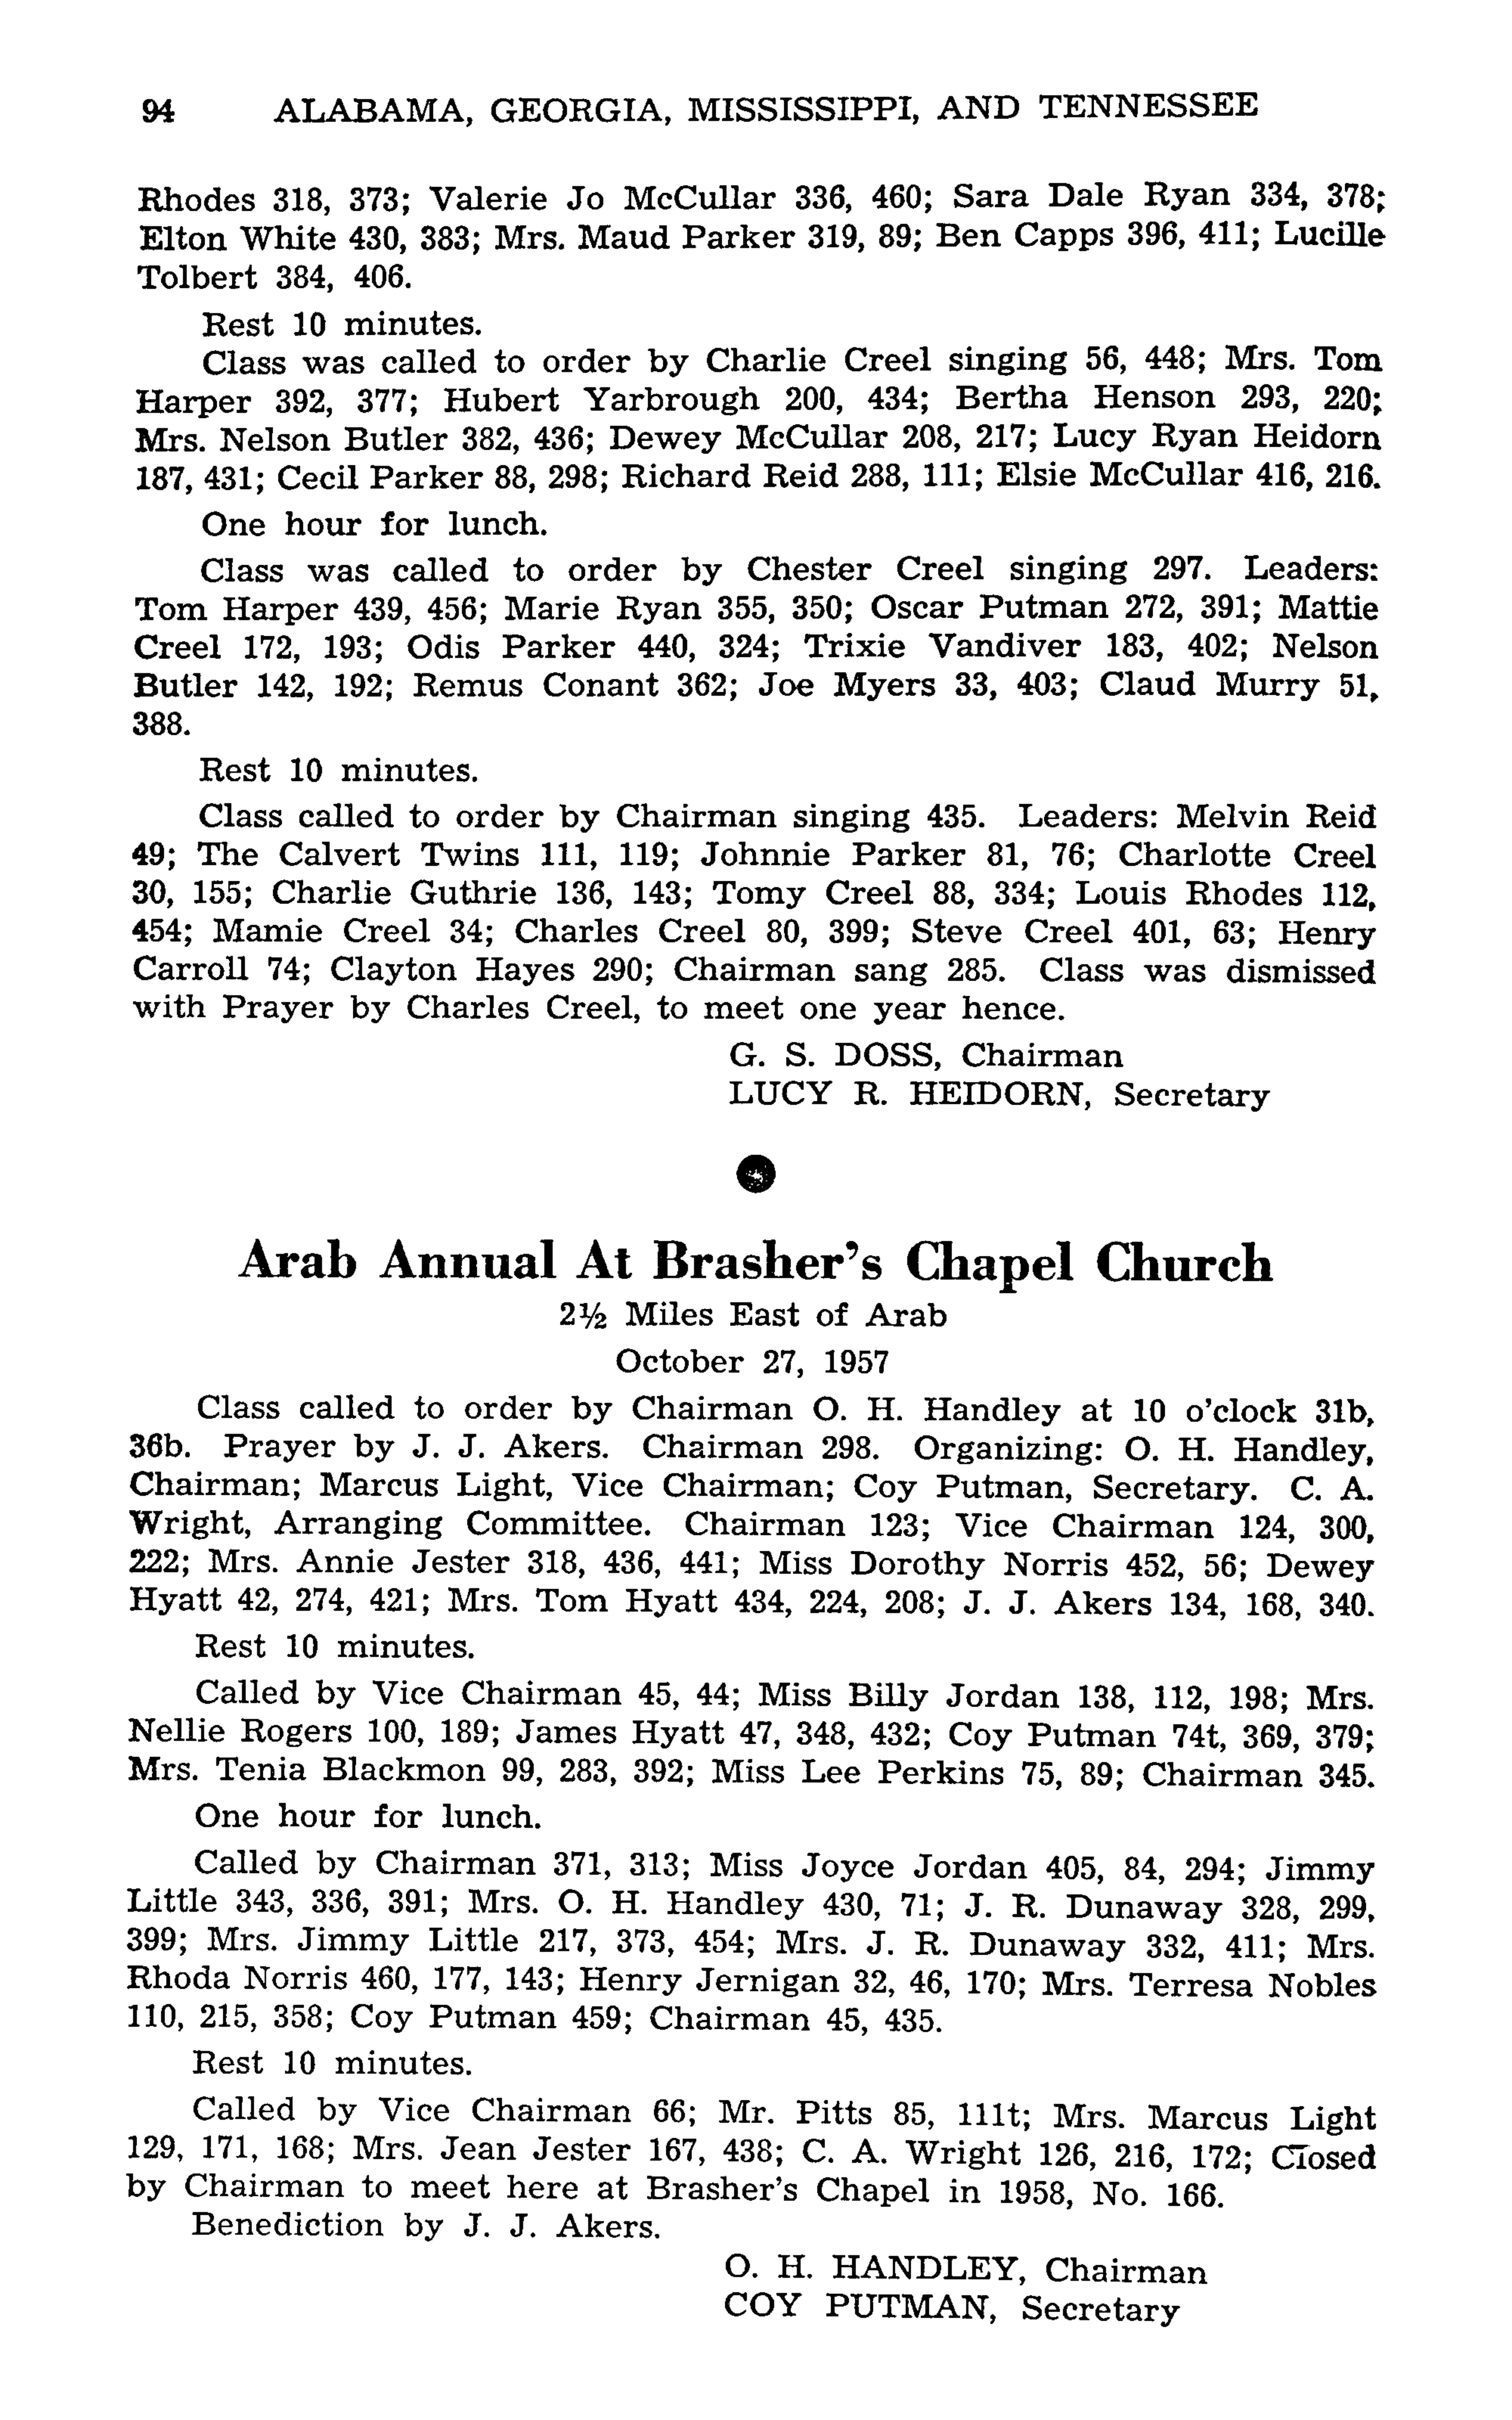 94 ALABAMA, GEORGIA, MISSISSIPPI, AND TENNESSEE
Rhodes 318, 373; Valerie Jo McCullar 336, 460; Sara Dale Ryan 334, 378;
Elton White 430, 383; Mrs. Maud Parker 319, 89; Ben Capps 396, 411; Lucille
Tolbert 384, 406.
Rest 10 minutes.
Class was called to order by Charlie Creel singing 56, 448; Mrs. Tom
Harper 392, 377; Hubert Yarbrough 200, 434; Bertha Henson 293, 220;
Mrs. Nelson Butler 382, 436; Dewey McCullar 208, 217; Lucy Ryan Heidorn
187, 431; Cecil Parker 88, 298; Richard Reid 288, 111; Elsie McCullar 416, 216.
One hour for lunch.
Class was called to order by Chester Creel singing 297. Leaders:
Tom Harper 439, 456; Marie Ryan 355, 350; Oscar Putman 272, 391; Mattie
Creel 172, 193; Odis Parker 440, 324; Trixie Vandiver 183, 402; Nelson
Butler 142, 192; Remus Conant 362; Joe Myers 33, 403; Claud Murry 51,
388.
Rest 10 minutes.
Class called to order by Chairman singing 435. Leaders: Melvin Reid
49; The Calvert Twins 111, 119; Johnnie Parker 81, 76; Charlotte Creel
30, 155; Charlie Guthrie 136, 143; Tomy Creel 88, 334; Louis Rhodes 112,
454; Mamie Creel 34; Charles Creel 80, 399; Steve Creel 401, 63; Henry
Carroll 74; Clayton Hayes 290; Chairman sang 285. Class was dismissed
with Prayer by Charles Creel, to meet one year hence.
G. S. DOSS, Chairman
LUCY R. HEIDORN, Secretary
Arab Annual At Brasher's Chapel Church
2½ Miles East of Arab
October 27, 1957
Class called to order by Chairman O. H. Handley at 10 o'clock 31b,
36b. Prayer by J. J. Akers. Chairman 298. Organizing: O. H. Handley,
Chairman; Marcus Light, Vice Chairman; Coy Putman, Secretary. C. A.
Wright, Arranging Committee. Chairman 123; Vice Chairman 124, 300,
222; Mrs. Annie Jester 318, 436, 441; Miss Dorothy Norris 452, 56; Dewey
Hyatt 42, 274, 421; Mrs. Tom Hyatt 434, 224, 208; J. J. Akers 134, 168, 340.
Rest 10 minutes.
Called by Vice Chairman 45, 44; Miss Billy Jordan 138, 112, 198; Mrs.
Nellie Rogers 100, 189; James Hyatt 47, 348, 432; Coy Putman 74t, 369, 379;
Mrs. Tenia Blackmon 99, 283, 392; Miss Lee Perkins 75, 89; Chairman 345.
One hour for lunch.
Called by Chairman 371, 313; Miss Joyce Jordan 405, 84, 294; Jimmy
Little 343, 336, 391; Mrs. O. H. Handley 430, 71; J. R. Dunaway 328, 299,
399; Mrs. Jimmy Little 217, 373, 454; Mrs. J. R. Dunaway 332, 411; Mrs.
Rhoda Norris 460, 177, 143; Henry Jernigan 32, 46, 170; Mrs. Terresa Nobles
110, 215, 358; Coy Putman 459; Chairman 45, 435.
Rest 10 minutes.
Called by Vice Chairman 66; Mr. Pitts 85, 111t; Mrs. Marcus Light
129, 171, 168; Mrs. Jean Jester 167, 438; C. A. Wright 126, 216, 172; Closed
by Chairman to meet here at Brasher's Chapel in 1958, No. 166.
Benediction by J. J. Akers.
O. H. HANDLEY, Chairman
COY PUTMAN, Secretary